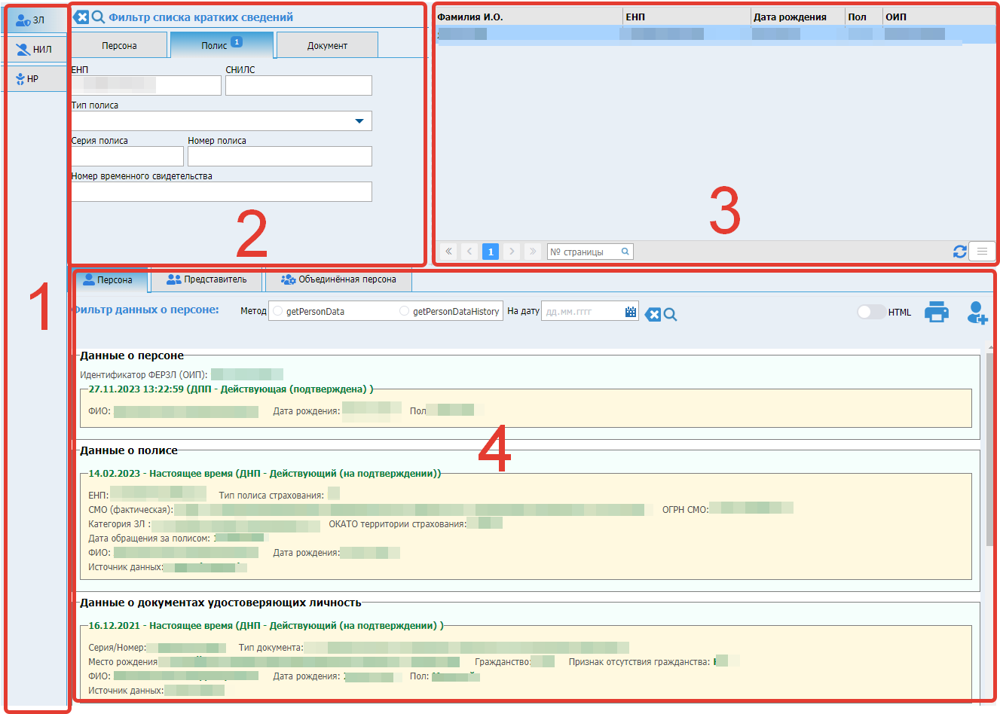 ЗЛ
НИЛ
НР
1
Фильтр списка кратких сведений
Персона
Полис 1
Документ
ЕНП СНИЛС
Тип полиса
Серия полиса Номер полиса
Номер временного свидетельства
2
Фамилия И.О. ЕНП Дата рождения Пол ОИП
3
« < 1 > » № страницы
Персона
Представитель
Объединённая персона
Фильтр данных о персоне: Метод getPersonData getPersonDataHistory На дату дд.мм.гггг HTML
Данные о персоне
Идентификатор ФЕРЗЛ (ОИП):
27.11.2023 13:22:59 (ДПП - Действующая (подтверждена) )
ФИО: Дата рождения: Пол
4
Данные о полисе
14.02.2023 - Настоящее время (ДНП - Действующий (на подтверждении))
ЕНП: Тип полиса страхования:
СМО (фактическая): ОГРН СМО:
Категория ЗЛ : ОКАТО территории страхования:
Дата обращения за полисом:
ФИО: Дата рождения:
Источник данных:
Данные о документах удостоверяющих личность
16.12.2021 - Настоящее время (ДНП - Действующий (на подтверждении) )
Серия/Номер: Тип документа:
Место рождения Гражданство: Признак отсутствия гражданства:
ФИО: Дата рождения: Пол:
Источник данных: